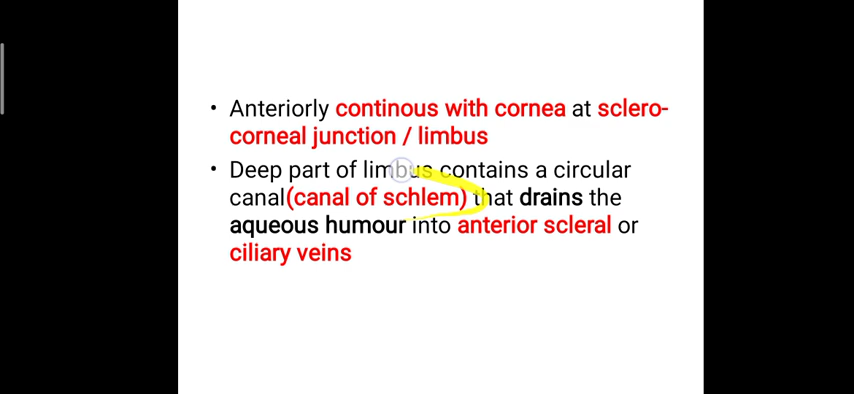 • Anteriorly continous with cornea at sclero-
corneal junction / limbus
• Deep part of limbus contains a circular
canal(canal of schlem) that drains the
aqueous humour into anterior scleral or
ciliary veins